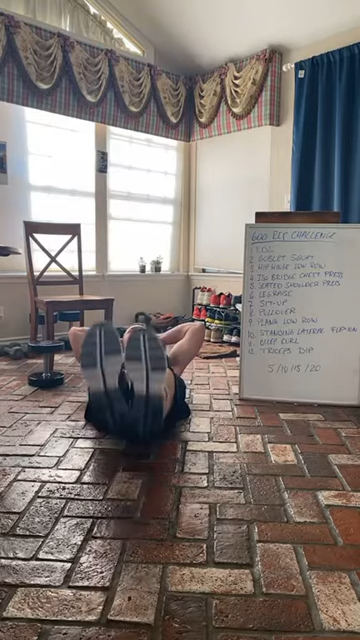 600 REP CHALLENGE
2. GOBLET SQUAT
3. HIP HINGE LOW ROW
4. ISO BRIDGE CHEST PRESS
5. SEATED SHOULDER PRESS
6. LEG RAISE
7. SIT-UP
8. PULLOVER
9. PLANK LOW ROW
10. STANDING LATERAL FLEXION
11. BICEP CURL
12. TRICEPS DIP
5/10/15/20